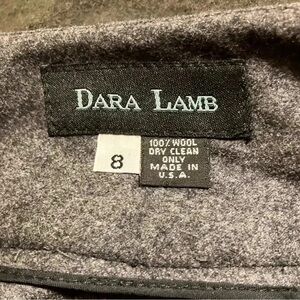 DARA LAMB
8
100% WOOL
DRY CLEAN
ONLY
MADE IN
U.S.A.